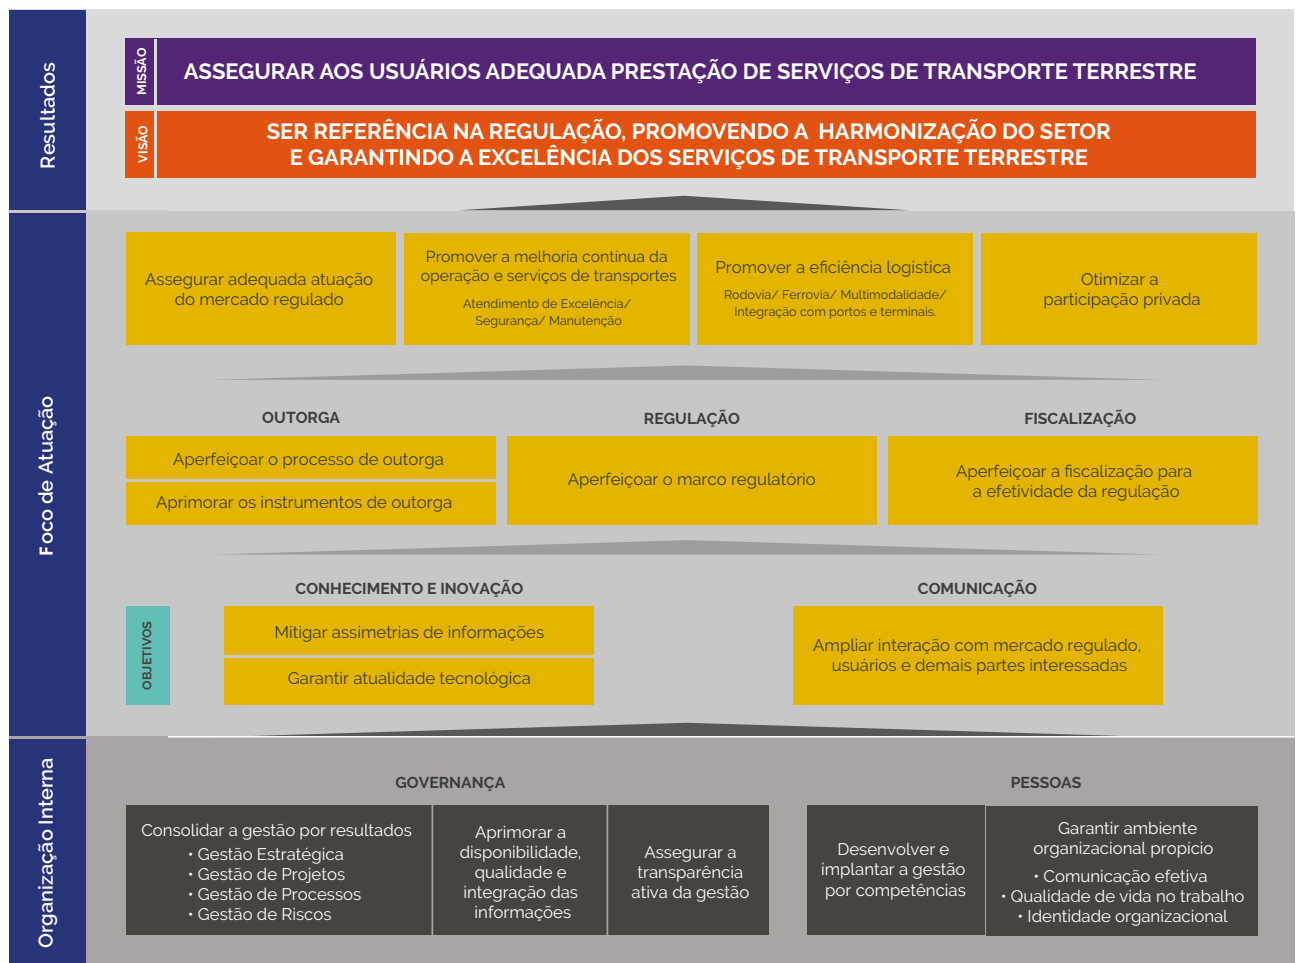 Resultados
MISSÃO
ASSEGURAR AOS USUÁRIOS ADEQUADA PRESTAÇÃO DE SERVIÇOS DE TRANSPORTE TERRESTRE
VISÃO
SER REFERÊNCIA NA REGULAÇÃO, PROMOVENDO A HARMONIZAÇÃO DO SETOR
E GARANTINDO A EXCELÊNCIA DOS SERVIÇOS DE TRANSPORTE TERRESTRE
Foco de Atuação
Assegurar adequada atuação
do mercado regulado
Promover a melhoria contínua da
operação e serviços de transportes
Atendimento de Excelência/
Segurança/ Manutenção
Promover a eficiência logística
Rodovia/ Ferrovia/ Multimodalidade/
Integração com portos e terminais.
Otimizar a
participação privada
OUTORGA
Aperfeiçoar o processo de outorga
Aprimorar os instrumentos de outorga
REGULAÇÃO
Aperfeiçoar o marco regulatório
FISCALIZAÇÃO
Aperfeiçoar a fiscalização para
a efetividade da regulação
OBJETIVOS
CONHECIMENTO E INOVAÇÃO
Mitigar assimetrias de informações
Garantir atualidade tecnológica
COMUNICAÇÃO
Ampliar interação com mercado regulado,
usuários e demais partes interessadas
Organização Interna
GOVERNANÇA
Consolidar a gestão por resultados
• Gestão Estratégica
• Gestão de Projetos
• Gestão de Processos
• Gestão de Riscos
Aprimorar a
disponibilidade,
qualidade e
integração das
informações
Assegurar a
transparência
ativa da gestão
PESSOAS
Desenvolver e
implantar a gestão
por competências
Garantir ambiente
organizacional propício
• Comunicação efetiva
• Qualidade de vida no trabalho
• Identidade organizacional